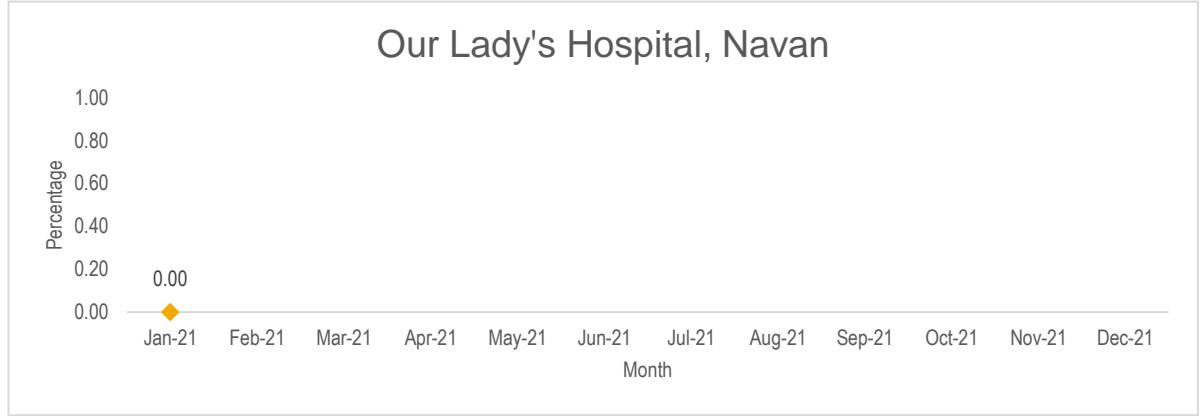 Our Lady's Hospital, Navan
1.00
0.80
0.60
0.40
0.20
0.00
Percentage
0.00
Jan-21 Feb-21 Mar-21 Apr-21 May-21 Jun-21 Jul-21 Aug-21 Sep-21 Oct-21 Nov-21 Dec-21
Month